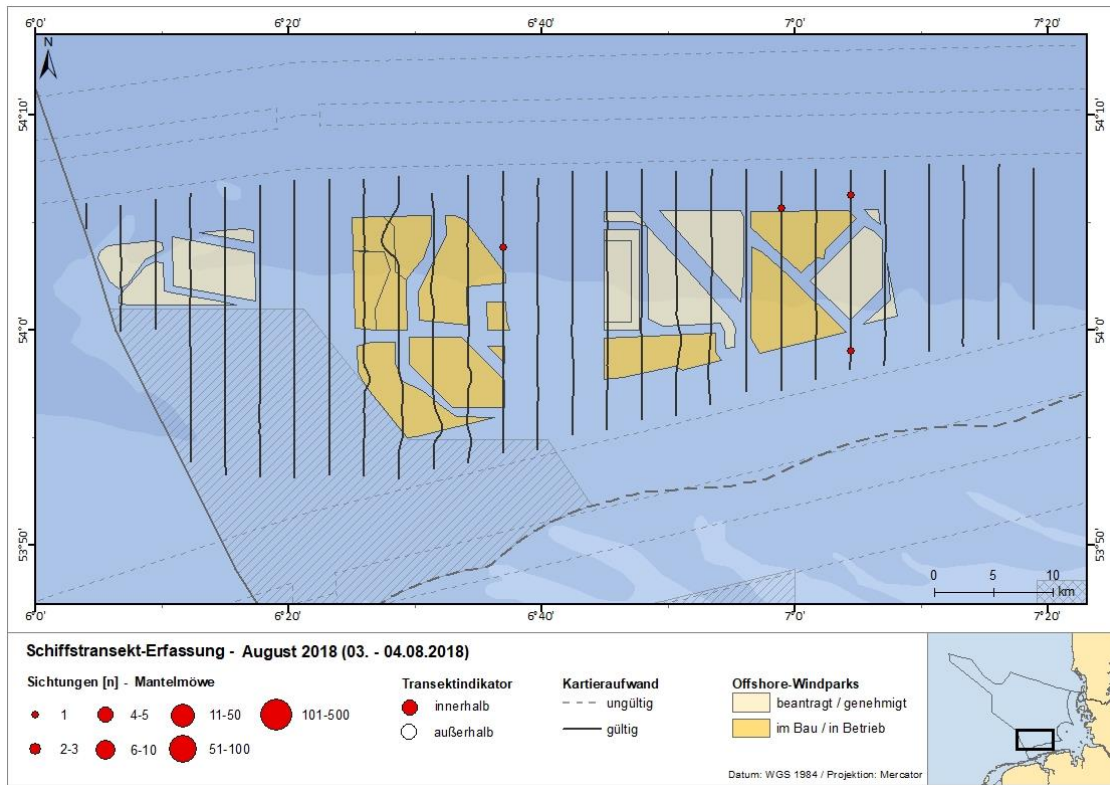 6°0' 6°20' 6°40' 7°0' 7°20'
N
54°10' 54°10'
54°0' 54°0'
53°50' 53°50'
0 5 10
km
6°0' 6°20' 6°40' 7°0' 7°20'
Schiffstransekt-Erfassung - August 2018 (03. - 04.08.2018)
Sichtungen [n] - Mantelmöwe
1 4-5 11-50 101-500
2-3 6-10 51-100
Transektindikator
innerhalb
außerhalb
Kartieraufwand
ungültig
gültig
Offshore-Windparks
beantragt / genehmigt
im Bau / in Betrieb
Datum: WGS 1984 / Projektion: Mercator